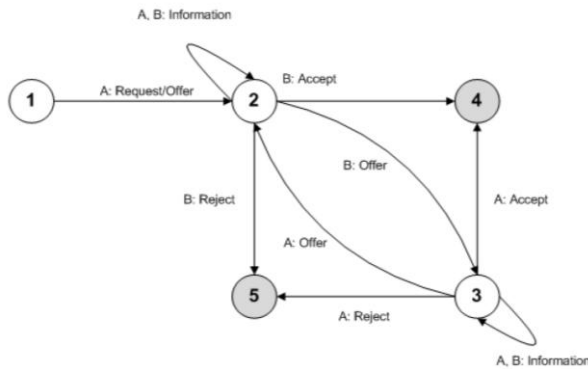 A, B: Information
B: Accept
1
A: Request/Offer
2
4
B: Offer
B: Reject
A: Accept
A: Offer
5
3
A: Reject
A, B: Information